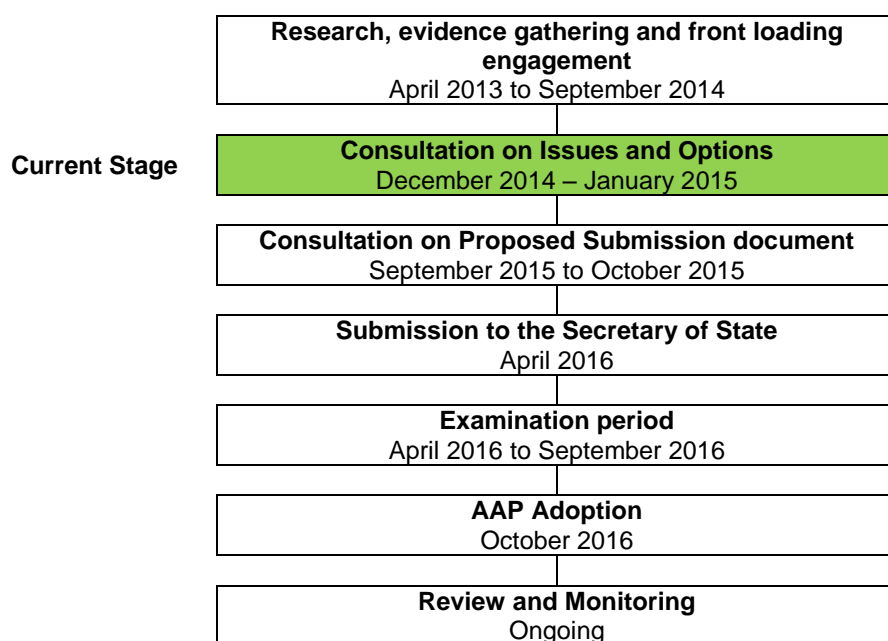 Research, evidence gathering and front loading
engagement
April 2013 to September 2014
Current Stage
Consultation on Issues and Options
December 2014 – January 2015
Consultation on Proposed Submission document
September 2015 to October 2015
Submission to the Secretary of State
April 2016
Examination period
April 2016 to September 2016
AAP Adoption
October 2016
Review and Monitoring
Ongoing